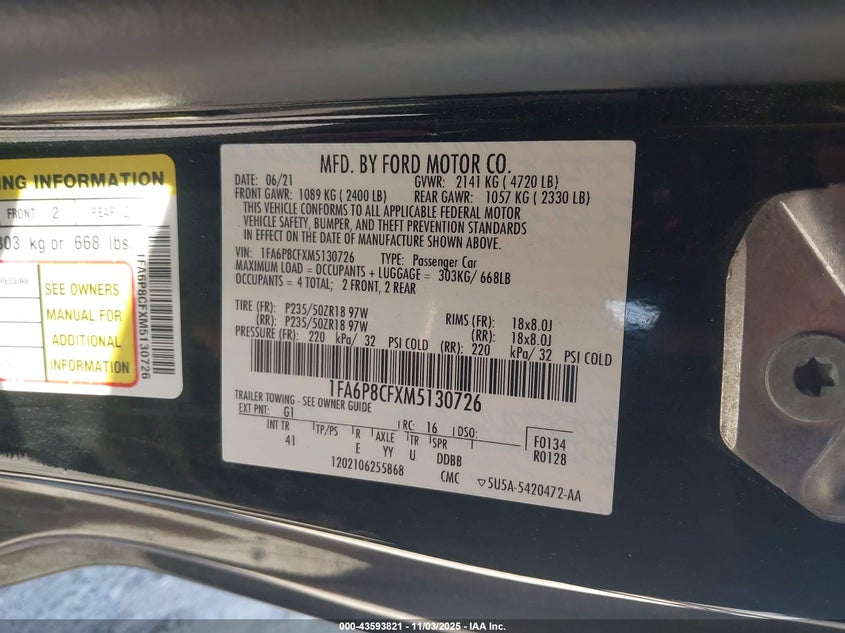 NG INFORMATION
FRONT 2 REAR 2
303 kg or 668 lbs.
PRESSURE
SEE OWNERS
MANUAL FOR
ADDITIONAL
INFORMATION
1FA6P8CFXM5130726
MFD. BY FORD MOTOR CO.
DATE: 06/21 GVWR: 2141 KG ( 4720 LB)
FRONT GAWR: 1089 KG ( 2400 LB) REAR GAWR: 1057 KG ( 2330 LB)
THIS VEHICLE CONFORMS TO ALL APPLICABLE FEDERAL MOTOR
VEHICLE SAFETY, BUMPER, AND THEFT PREVENTION STANDARDS
IN EFFECT ON THE DATE OF MANUFACTURE SHOWN ABOVE.
VIN: 1FA6P8CFXM5130726 TYPE: Passenger Car
MAXIMUM LOAD = OCCUPANTS + LUGGAGE = 303KG/ 668LB
OCCUPANTS = 4 TOTAL; 2 FRONT, 2 REAR
TIRE (FR): P235/50ZR18 97W RIMS (FR): 18x8.0J
(RR): P235/50ZR18 97W (RR): 18x8.0J
PRESSURE (FR): 220 kPa/ 32 PSI COLD (RR): 220 kPa/ 32 PSI COLD
1FA6P8CFXM5130726
TRAILER TOWING - SEE OWNER GUIDE
EXT PNT: G1 RC: 16 DSO: F0134
INT TR TP/PS R AXLE TR SPR R0128
41 E YY U DDBB
1202106255868 CMC ▽5U5A-5420472-AA
000-43593821 - 11/03/2025 - IAA Inc.